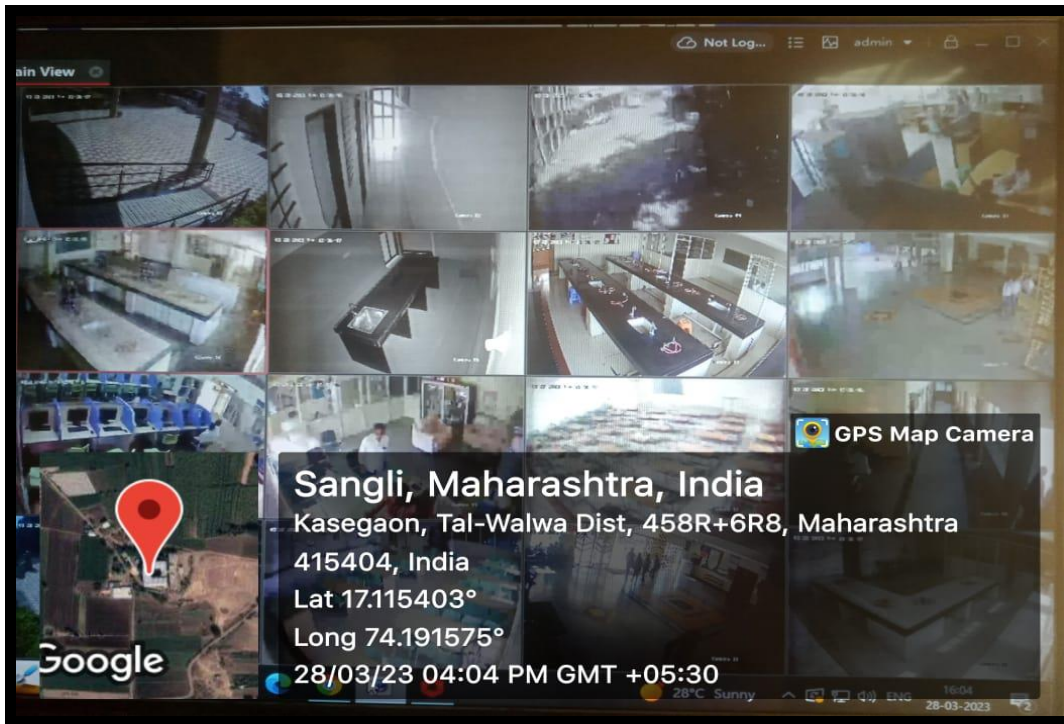 Not Log...
admin
ain View
GPS Map Camera
Sangli, Maharashtra, India
Kasegaon, Tal-Walwa Dist, 458R+6R8, Maharashtra
415404, India
Lat 17.115403°
Long 74.191575°
28/03/23 04:04 PM GMT +05:30
Google
28°C Sunny
ENG
16:04
28-03-2023
2